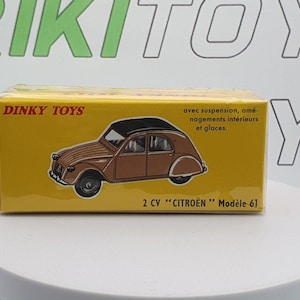 RIKITOY
DINKY TOYS
avec suspension, amé-
nagements intérieurs
et glaces.
2 CV "CITROËN" Modèle 61